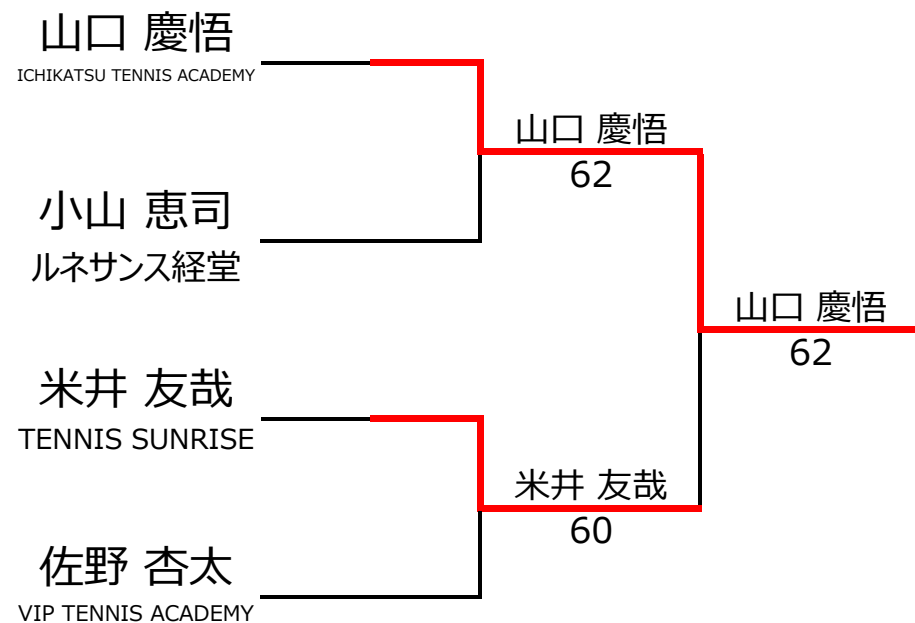 山口 慶悟
ICHIKATSU TENNIS ACADEMY
小山 恵司
ルネサンス経堂
米井 友哉
TENNIS SUNRISE
佐野 杏太
VIP TENNIS ACADEMY
山口 慶悟
62
米井 友哉
60
山口 慶悟
62